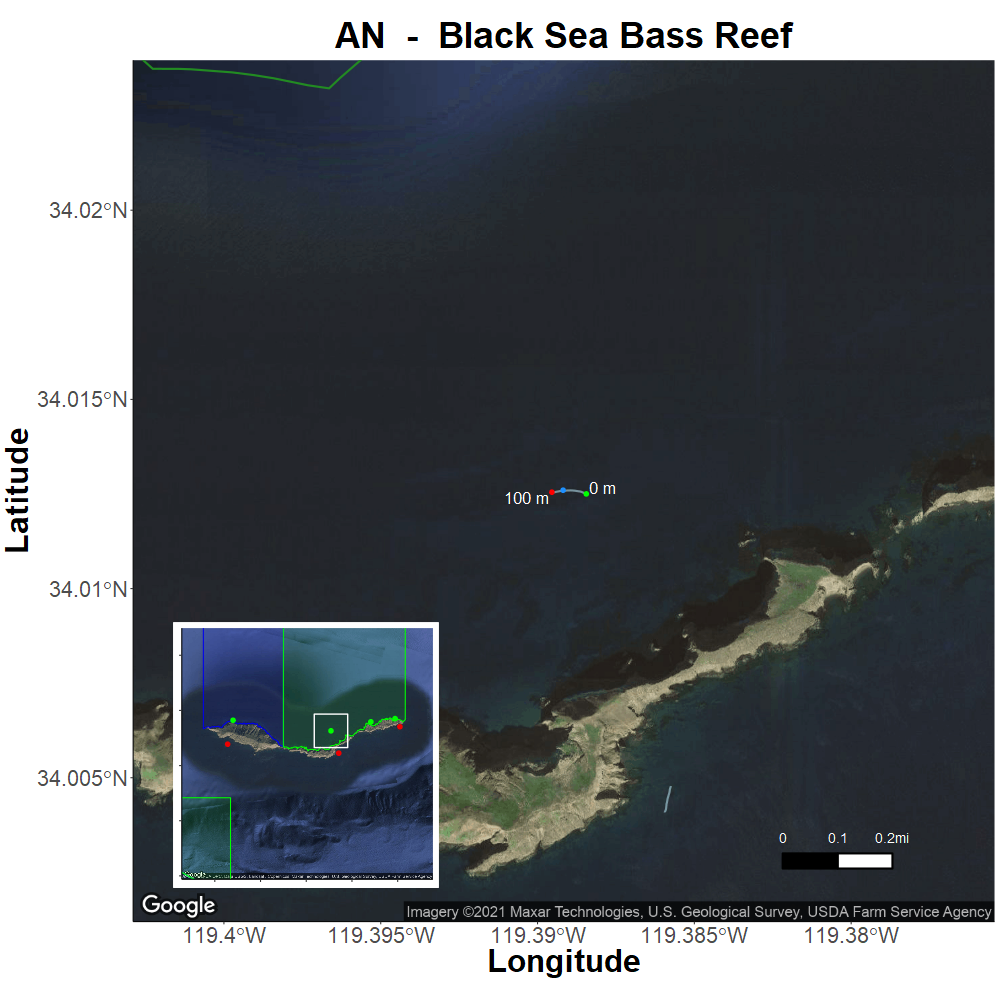 AN - Black Sea Bass Reef
34.02°N
34.015°N
34.01°N
34.005°N
Latitude
100 m
0 m
0 0.1 0.2mi
Google
Imagery ©2021 Maxar Technologies, U.S. Geological Survey, USDA Farm Service Agency
119.4°W 119.395°W 119.39°W 119.385°W 119.38°W
Longitude